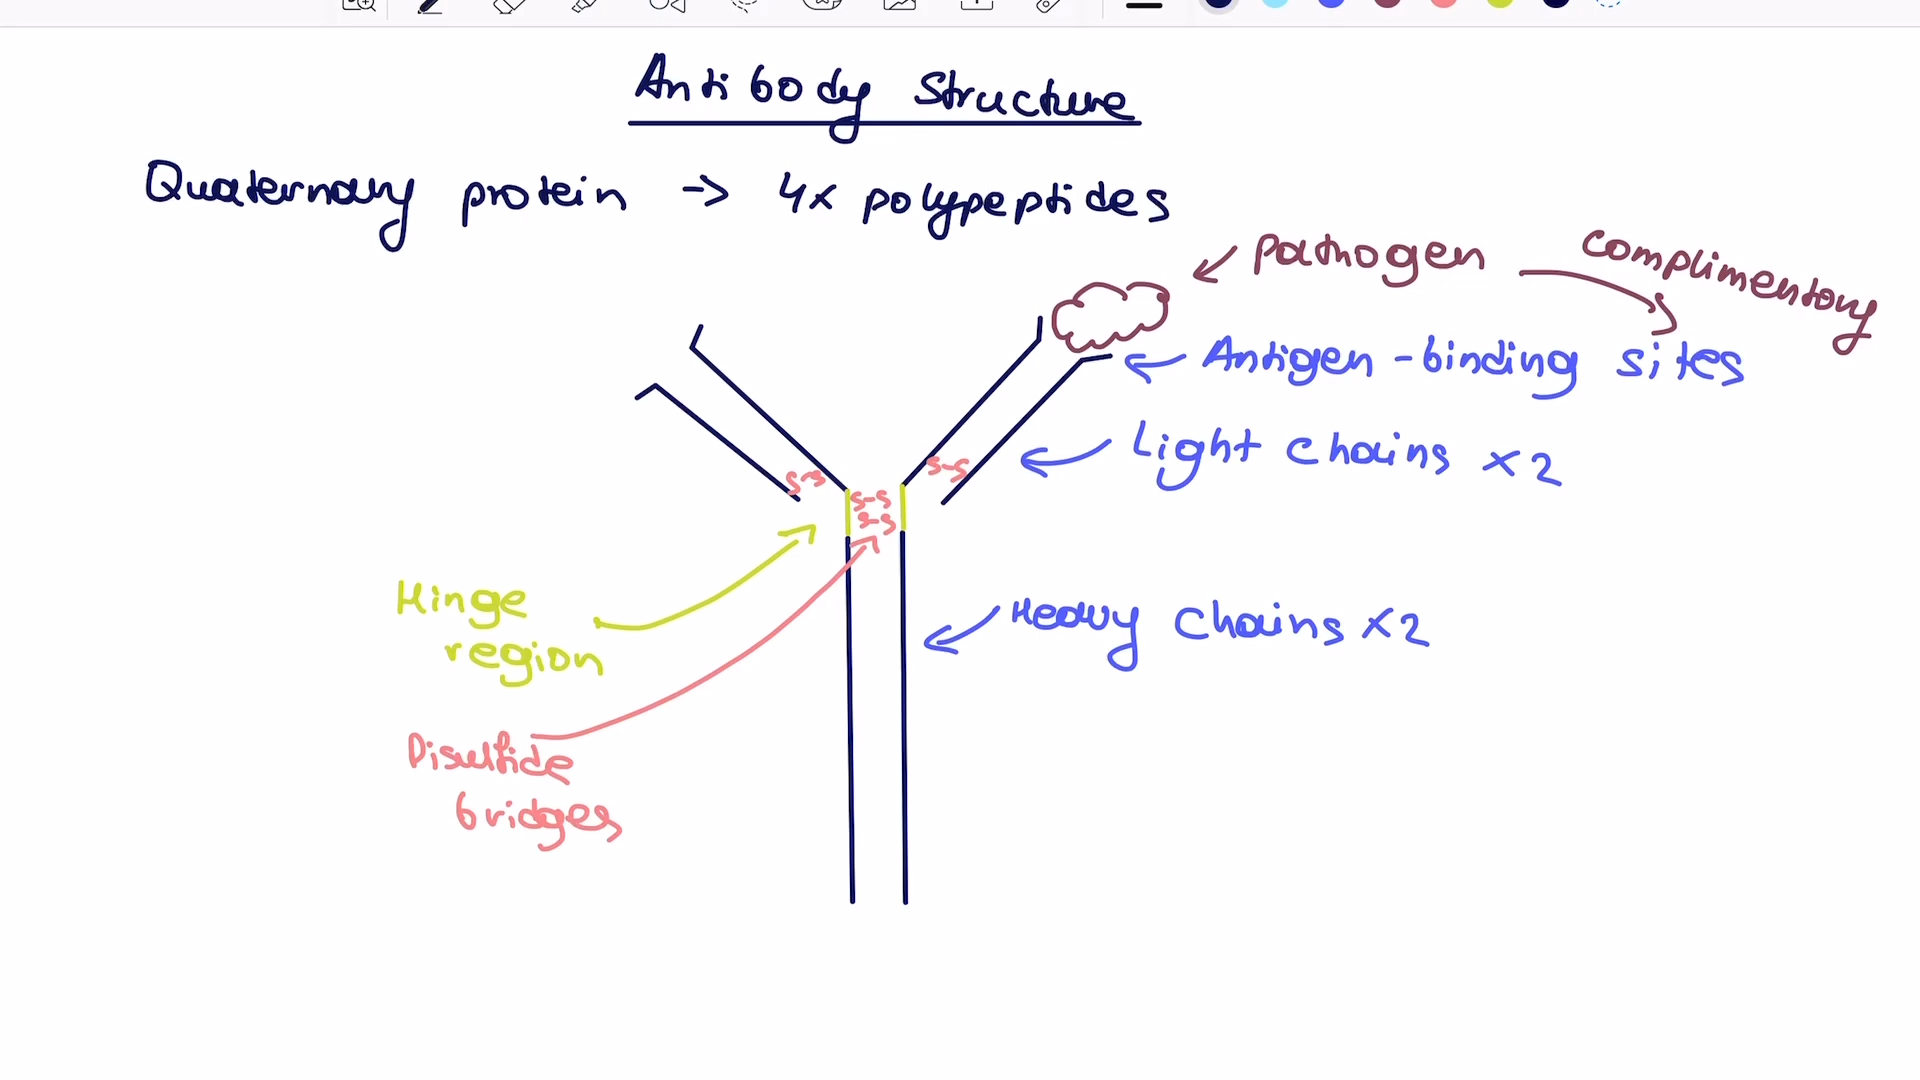 Antibody Structure
Quaternary protein → 4x polypeptides
Pathogen
Complimentary
Antigen-binding sites
Light chains x2
S-S
S-S
S-S
S-S
Hinge
region
Heavy Chains x2
Disulfide
bridges